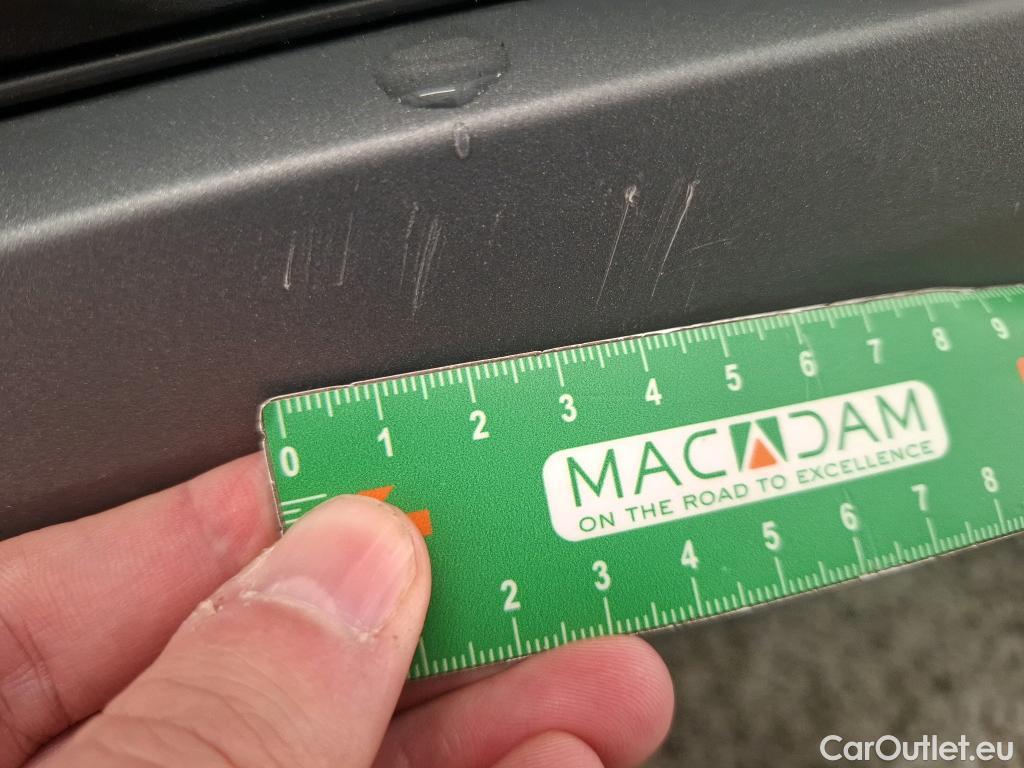 0 1 2 3 4 5 6 7 8 9
MACADAM
ON THE ROAD TO EXCELLENCE
2 3 4 5 6 7 8
CarOutlet.eu